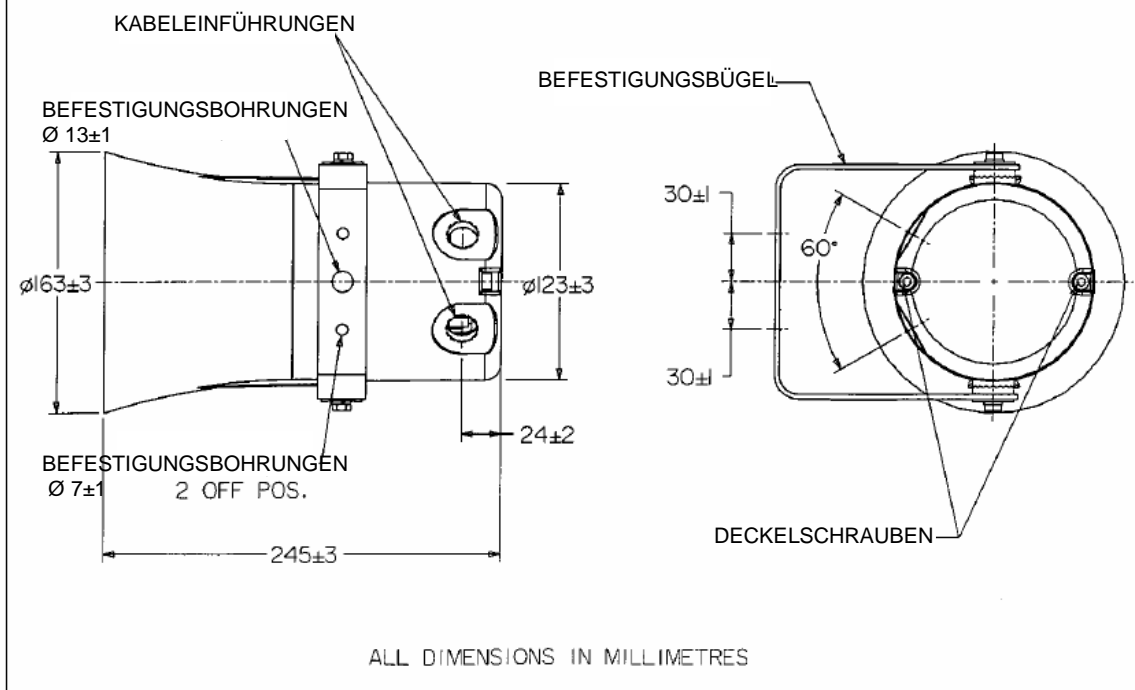 KABELEINFÜHRUNGEN
BEFESTIGUNGSBÜGEL
BEFESTIGUNGSBOHRUNGEN
Ø 13±1
30±1
60°
ø163±3
ø123±3
30±1
24±2
BEFESTIGUNGSBOHRUNGEN
Ø 7±1 2 OFF POS.
DECKELSCHRAUBEN
245±3
ALL DIMENSIONS IN MILLIMETRES